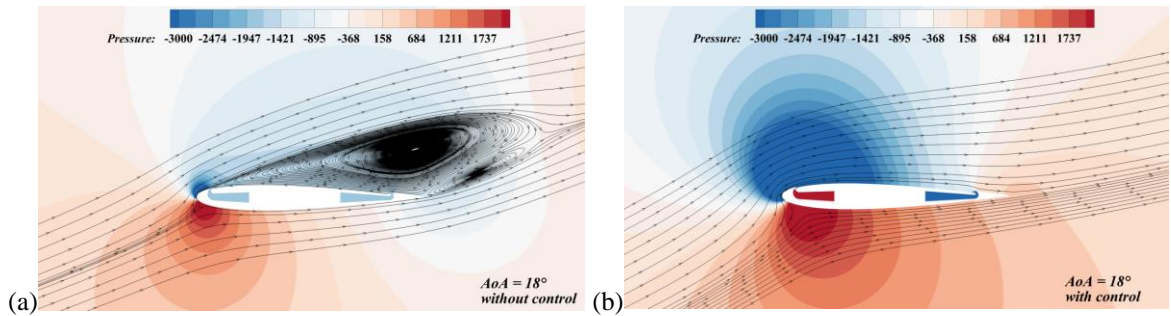 Pressure: -3000 -2474 -1947 -1421 -895 -368 158 684 1211 1737
(a)
AoA = 18°
without control
Pressure: -3000 -2474 -1947 -1421 -895 -368 158 684 1211 1737
(b)
AoA = 18°
with control